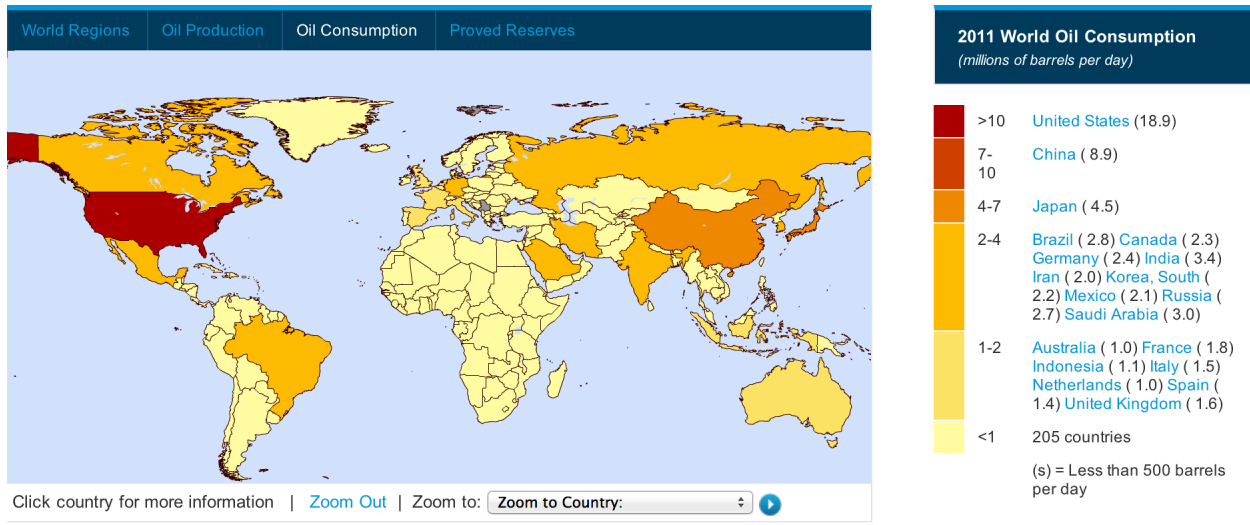 World Regions
Oil Production
Oil Consumption
Proved Reserves
Click country for more information | Zoom Out | Zoom to: Zoom to Country:
2011 World Oil Consumption
(millions of barrels per day)
>10 United States (18.9)
7-
10 China ( 8.9)
4-7 Japan ( 4.5)
2-4 Brazil ( 2.8) Canada ( 2.3)
Germany ( 2.4) India ( 3.4)
Iran ( 2.0) Korea, South (
2.2) Mexico ( 2.1) Russia (
2.7) Saudi Arabia ( 3.0)
1-2 Australia ( 1.0) France ( 1.8)
Indonesia ( 1.1) Italy ( 1.5)
Netherlands ( 1.0) Spain (
1.4) United Kingdom ( 1.6)
<1 205 countries
(s) = Less than 500 barrels
per day